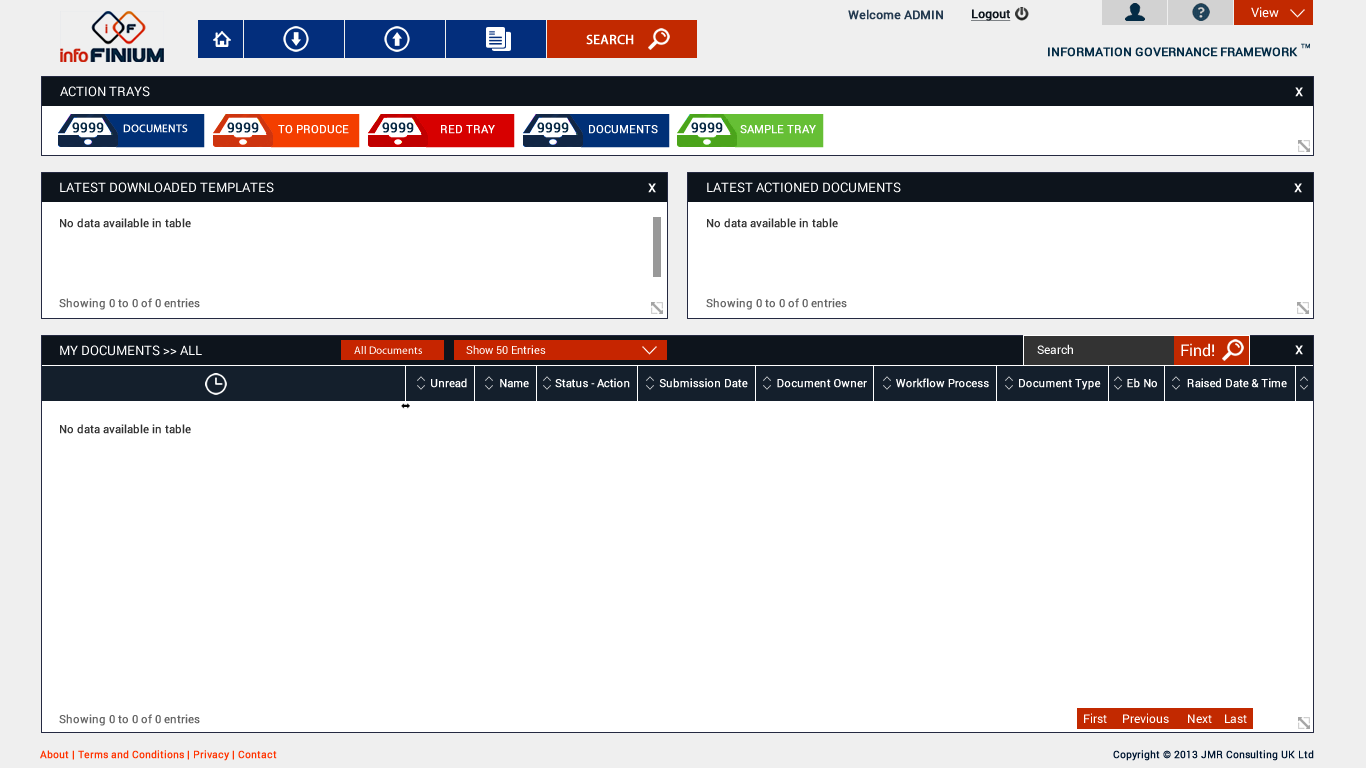 iF
infoFINIUM
SEARCH
Welcome ADMIN
Logout
?
View
INFORMATION GOVERNANCE FRAMEWORK ™
ACTION TRAYS
X
9999 DOCUMENTS
9999 TO PRODUCE
9999 RED TRAY
9999 DOCUMENTS
9999 SAMPLE TRAY
LATEST DOWNLOADED TEMPLATES
X
No data available in table
Showing 0 to 0 of 0 entries
LATEST ACTIONED DOCUMENTS
X
No data available in table
Showing 0 to 0 of 0 entries
MY DOCUMENTS >> ALL
All Documents
Show 50 Entries
Search
Find!
X
Unread Name Status - Action Submission Date Document Owner Workflow Process Document Type Eb No Raised Date & Time
No data available in table
Showing 0 to 0 of 0 entries
First Previous Next Last
About | Terms and Conditions | Privacy | Contact
Copyright © 2013 JMR Consulting UK Ltd